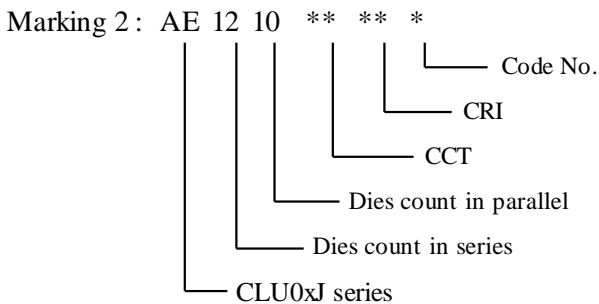 Marking 2 : AE 12 10 ** ** *
Code No.
CRI
CCT
Dies count in parallel
Dies count in series
CLU0xJ series